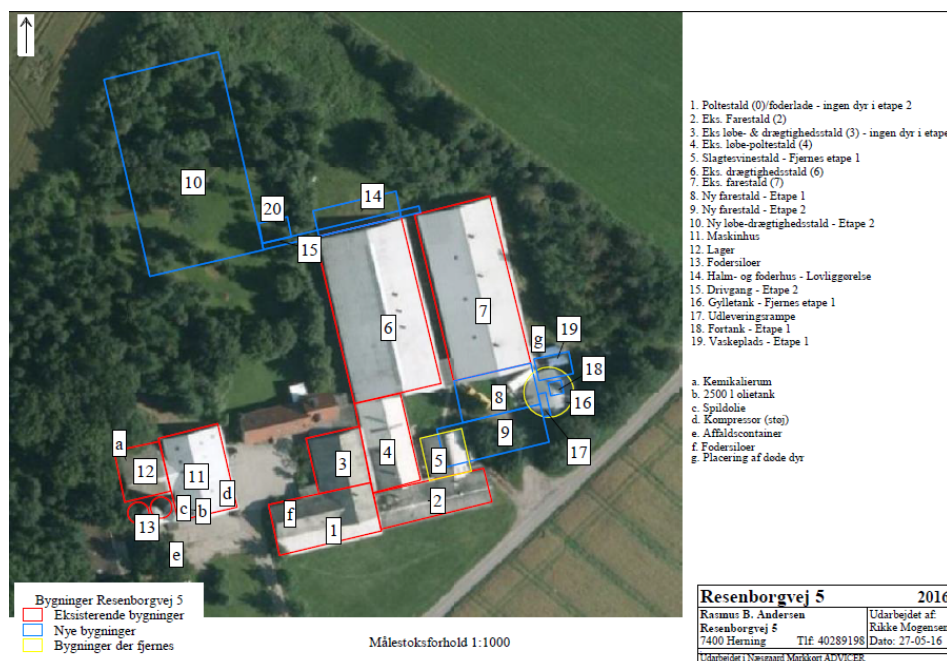 1. Poltestald (0)/foderlade - ingen dyr i etape 2
2. Eks. Farestald (2)
3. Eks løbe- & drægtighedsstald (3) - ingen dyr i etape
4. Eks. løbe-poltestald (4)
5. Slagtesvinestald - Fjernes etape 1
6. Eks. drægtighedsstald (6)
7. Eks. farestald (7)
8. Ny farestald - Etape 1
9. Ny farestald - Etape 2
10. Ny løbe-drægtighedsstald - Etape 2
11. Maskinhus
12. Lager
13. Fodersiloer
14. Halm- og foderhus - Lovliggørelse
15. Drivgang - Etape 2
16. Gylletank - Fjernes etape 1
17. Udleveringsrampe
18. Fortank - Etape 1
19. Vaskeplads - Etape 1
a. Kemikalierum
b. 2500 l olietank
c. Spildolie
d. Kompressor (støj)
e. Affaldscontainer
f. Fodersiloer
g. Placering af døde dyr
10
14
20
15
7
6
g
19
18
8
16
9
17
4
5
3
a
12
11
d
c
b
13
2
f
1
e
Bygninger Resenborgvej 5
Eksisterende bygninger
Nye bygninger
Bygninger der fjernes
Målestoksforhold 1:1000
Resenborgvej 5 2016
Rasmus B. Andersen
Resenborgvej 5
7400 Herning Tlf: 40289198
Udarbejdet af:
Rikke Mogensen
Dato: 27-05-16
Udarbejdet i Næsgaard Markkort ADVICER